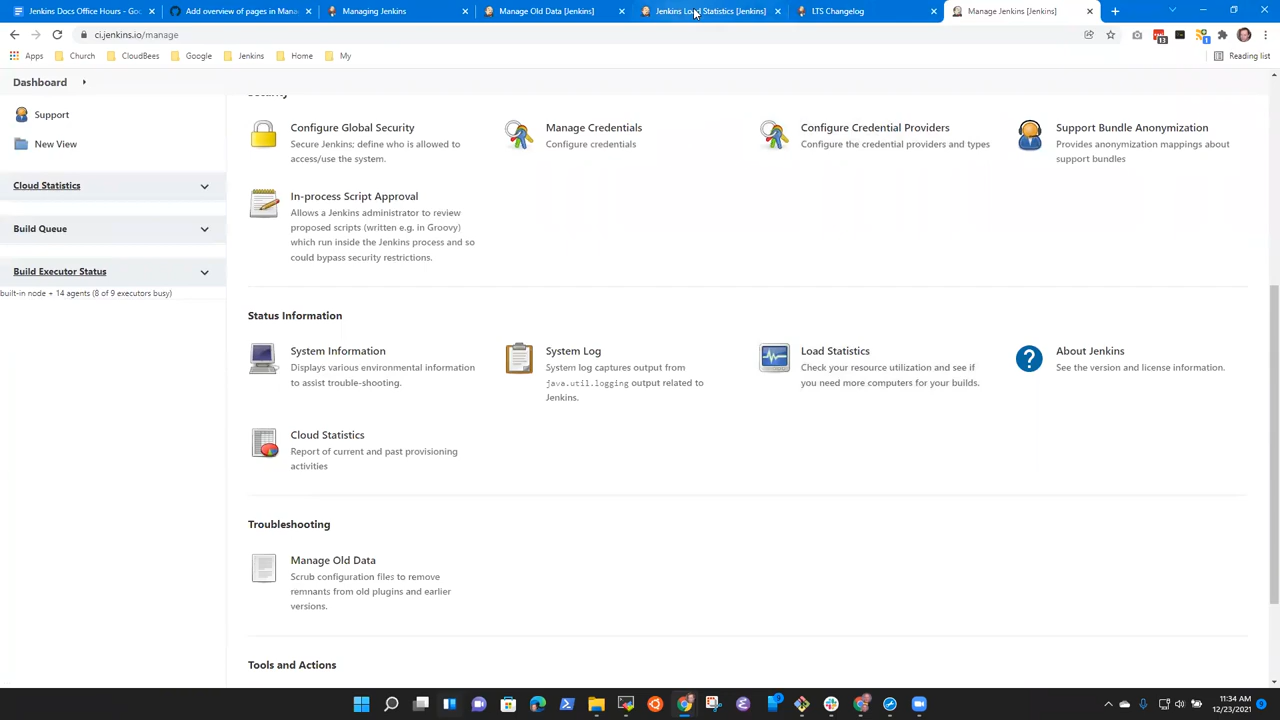 Jenkins Docs Office Hours - Goo
Add overview of pages in Mana
Managing Jenkins
Manage Old Data [Jenkins]
Jenkins Load Statistics [Jenkins]
LTS Changelog
Manage Jenkins [Jenkins]
ci.jenkins.io/manage
13
1
Apps
Church
CloudBees
Google
Jenkins
Home
My
Reading list
Dashboard
Support
New View
Cloud Statistics
Build Queue
Build Executor Status
built-in node + 14 agents (8 of 9 executors busy)
Security
Configure Global Security
Secure Jenkins; define who is allowed to
access/use the system.
Manage Credentials
Configure credentials
Configure Credential Providers
Configure the credential providers and types
Support Bundle Anonymization
Provides anonymization mappings about
support bundles
In-process Script Approval
Allows a Jenkins administrator to review
proposed scripts (written e.g. in Groovy)
which run inside the Jenkins process and so
could bypass security restrictions.
Status Information
System Information
Displays various environmental information
to assist trouble-shooting.
System Log
System log captures output from
java.util.logging output related to
Jenkins.
Load Statistics
Check your resource utilization and see if
you need more computers for your builds.
About Jenkins
See the version and license information.
Cloud Statistics
Report of current and past provisioning
activities
Troubleshooting
Manage Old Data
Scrub configuration files to remove
remnants from old plugins and earlier
versions.
Tools and Actions
11:34 AM
12/23/2021